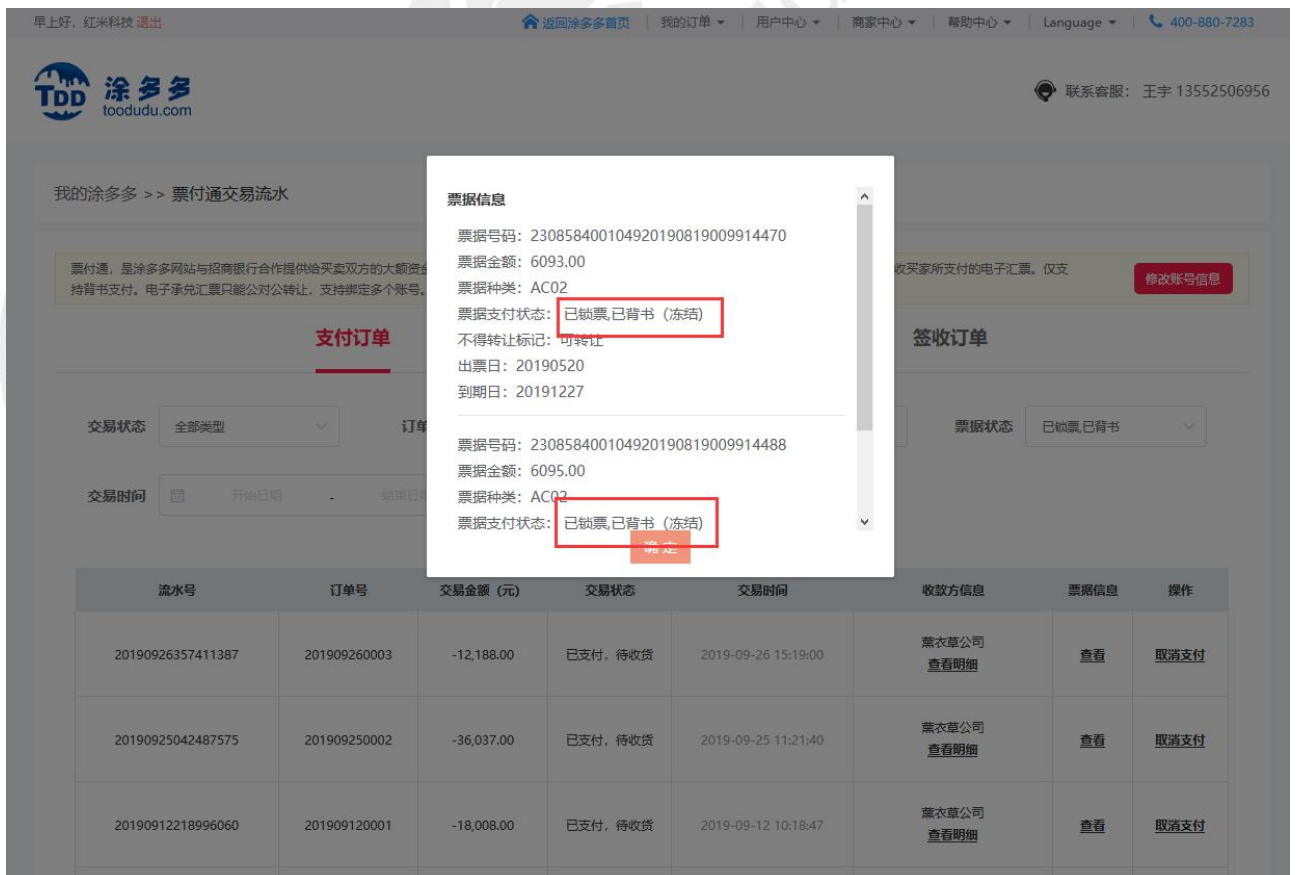 早上好，红米科技 退出
返回涂多多首页 我的订单 用户中心 商家中心 帮助中心 Language 400-880-7283
TDD 涂多多
toodudu.com
联系客服： 王宇 13552506956
我的涂多多 >> 票付通交易流水
票付通，是涂多多网站与招商银行合作提供给买卖双方的大额资
收买家所支付的电子汇票。仅支
持背书支付。电子承兑汇票只能公对公转让，支持绑定多个账号。
修改账号信息
支付订单
签收订单
交易状态 全部类型
订单
票据状态 已锁票,已背书
交易时间 开始日期 - 结束日期
票据信息
票据号码：230858400104920190819009914470
票据金额：6093.00
票据种类：AC02
票据支付状态： 已锁票,已背书（冻结）
不得转让标记：可转让
出票日：20190520
到期日：20191227
票据号码：230858400104920190819009914488
票据金额：6095.00
票据种类：AC02
票据支付状态： 已锁票,已背书（冻结）
确 定
流水号 订单号 交易金额（元） 交易状态 交易时间 收款方信息 票据信息 操作
20190926357411387 201909260003 -12,188.00 已支付，待收货 2019-09-26 15:19:00 薰衣草公司 查看 取消支付
查看明细
20190925042487575 201909250002 -36,037.00 已支付，待收货 2019-09-25 11:21:40 薰衣草公司 查看 取消支付
查看明细
20190912218996060 201909120001 -18,008.00 已支付，待收货 2019-09-12 10:18:47 薰衣草公司 查看 取消支付
查看明细